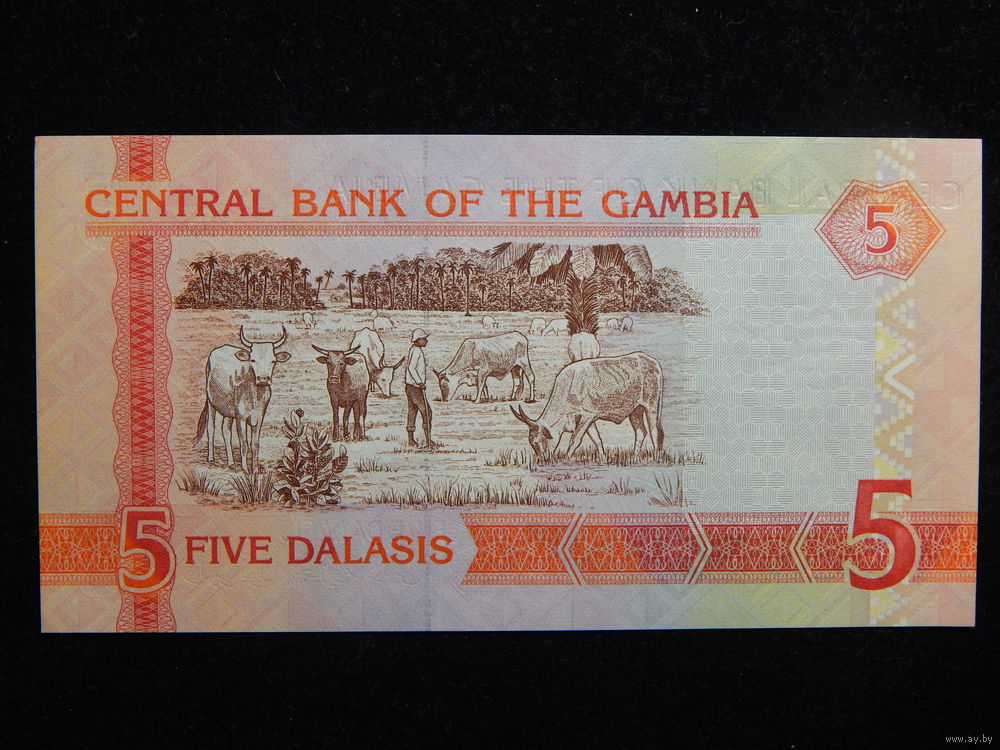 CENTRAL BANK OF THE GAMBIA
5
5 FIVE DALASIS
5
www.ay.by